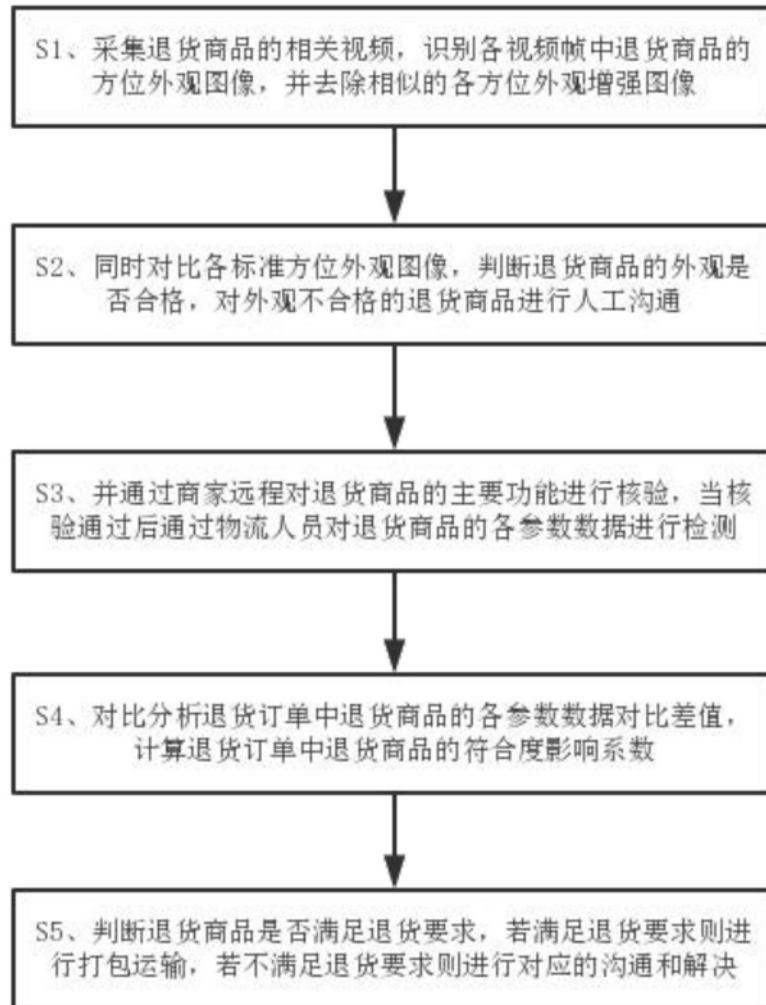 S1、采集退货商品的相关视频，识别各视频帧中退货商品的
方位外观图像，并去除相似的各方位外观增强图像
S2、同时对比各标准方位外观图像，判断退货商品的外观是
否合格，对外观不合格的退货商品进行人工沟通
S3、并通过商家远程对退货商品的主要功能进行核验，当核
验通过后通过物流人员对退货商品的各参数数据进行检测
S4、对比分析退货订单中退货商品的各参数数据对比差值，
计算退货订单中退货商品的符合度影响系数
S5、判断退货商品是否满足退货要求，若满足退货要求则进
行打包运输，若不满足退货要求则进行对应的沟通和解决